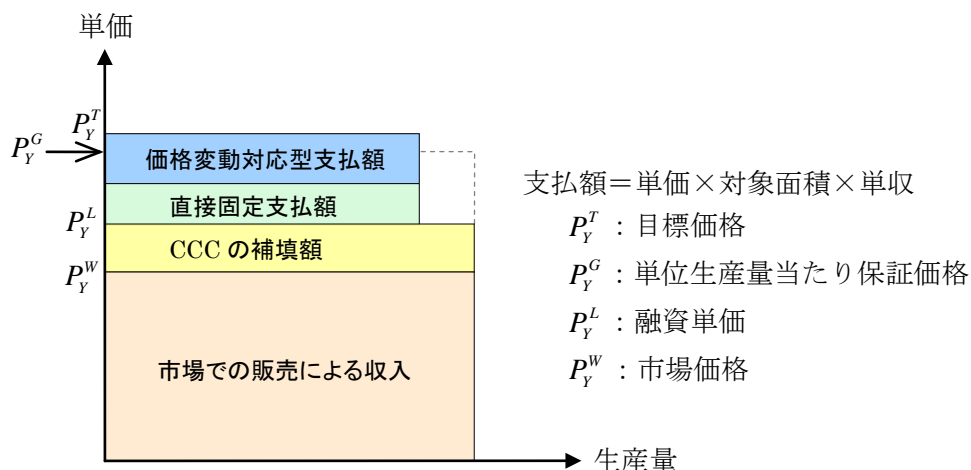 単価
P_Y^T
P_Y^G
価格変動対応型支払額
直接固定支払額
P_Y^L
CCC の補填額
P_Y^W
市場での販売による収入
生産量
支払額＝単価×対象面積×単収
P_Y^T ：目標価格
P_Y^G ：単位生産量当たり保証価格
P_Y^L ：融資単価
P_Y^W ：市場価格